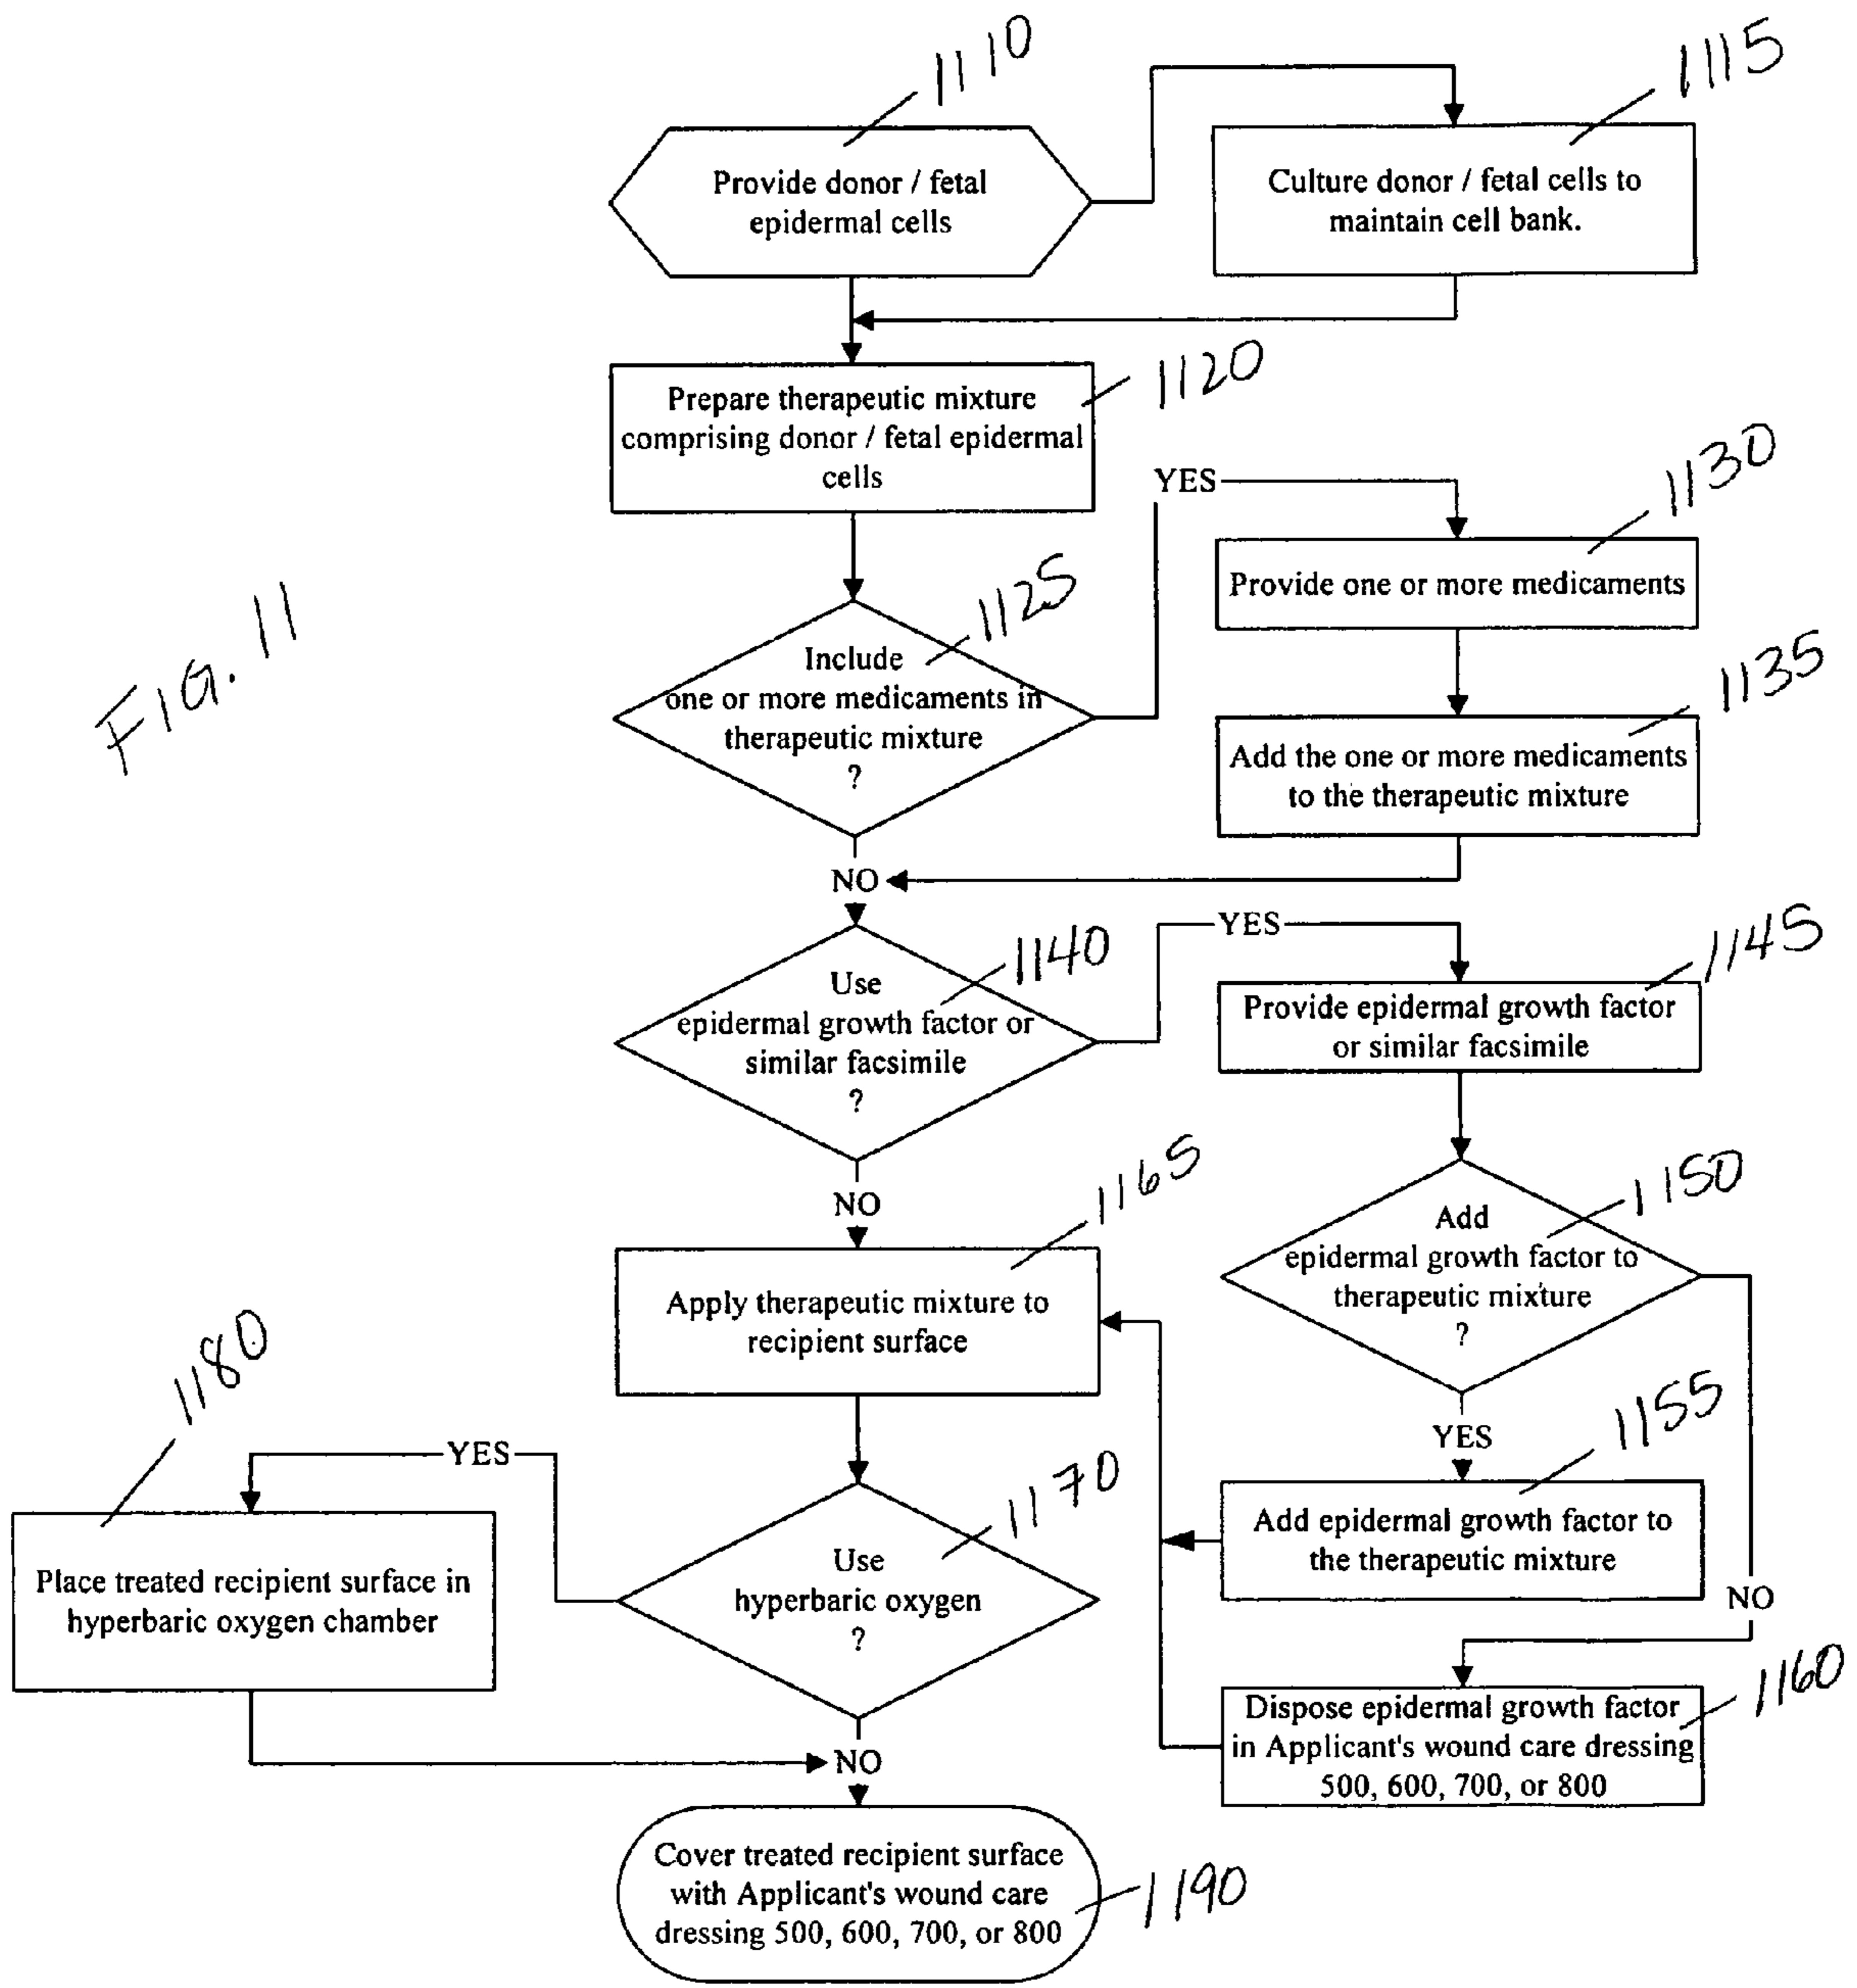 1110
1115
Provide donor / fetal
epidermal cells
Culture donor / fetal cells to
maintain cell bank.
1120
Prepare therapeutic mixture
comprising donor / fetal epidermal
cells
YES
1130
Provide one or more medicaments
FIG. 11
1125
Include
one or more medicaments in
therapeutic mixture
?
1135
Add the one or more medicaments
to the therapeutic mixture
NO
YES
1140
Use
epidermal growth factor or
similar facsimile
?
1145
Provide epidermal growth factor
or similar facsimile
NO
1165
1150
Add
epidermal growth factor to
therapeutic mixture
?
Apply therapeutic mixture to
recipient surface
1180
YES
1155
YES
1170
Add epidermal growth factor to
the therapeutic mixture
Place treated recipient surface in
hyperbaric oxygen chamber
Use
hyperbaric oxygen
?
NO
1160
Dispose epidermal growth factor
in Applicant's wound care dressing
500, 600, 700, or 800
NO
Cover treated recipient surface
with Applicant's wound care
dressing 500, 600, 700, or 800
1190